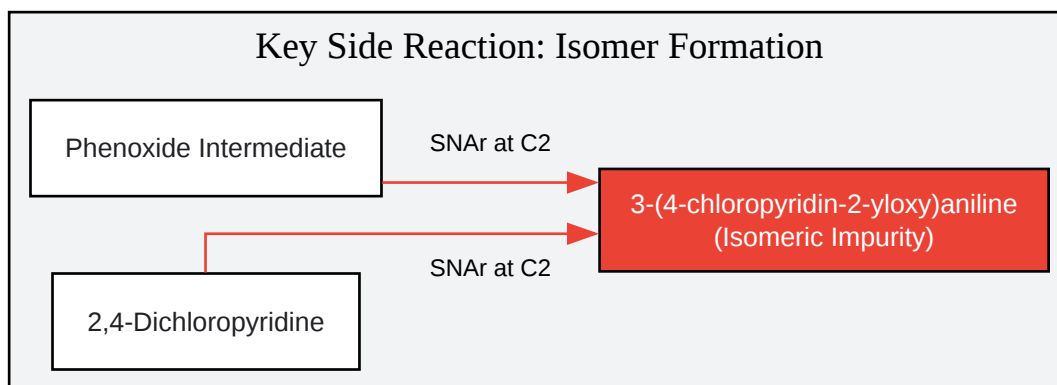 Key Side Reaction: Isomer Formation
Phenoxide Intermediate
SNAr at C2
3-(4-chloropyridin-2-yloxy)aniline
(Isomeric Impurity)
SNAr at C2
2,4-Dichloropyridine